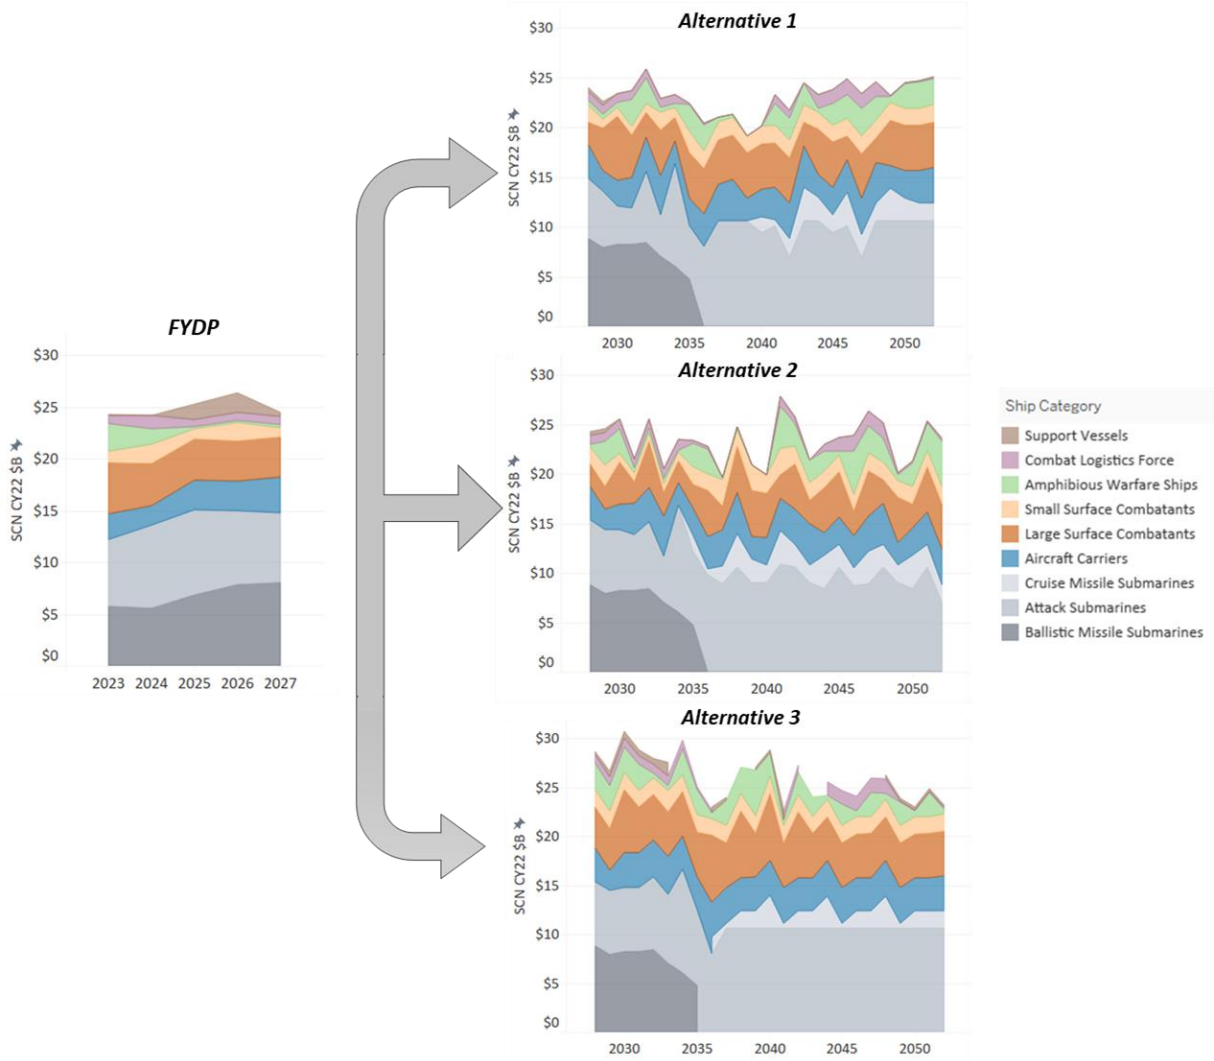 Alternative 1
$30
$25
$20
$15
$10
$5
$0
SCN CY22 $B
2030 2035 2040 2045 2050
FYDP
$30
$25
$20
$15
$10
$5
$0
SCN CY22 $B
2023 2024 2025 2026 2027
Alternative 2
$30
$25
$20
$15
$10
$5
$0
SCN CY22 $B
2030 2035 2040 2045 2050
Ship Category
Support Vessels
Combat Logistics Force
Amphibious Warfare Ships
Small Surface Combatants
Large Surface Combatants
Aircraft Carriers
Cruise Missile Submarines
Attack Submarines
Ballistic Missile Submarines
Alternative 3
$30
$25
$20
$15
$10
$5
$0
SCN CY22 $B
2030 2035 2040 2045 2050